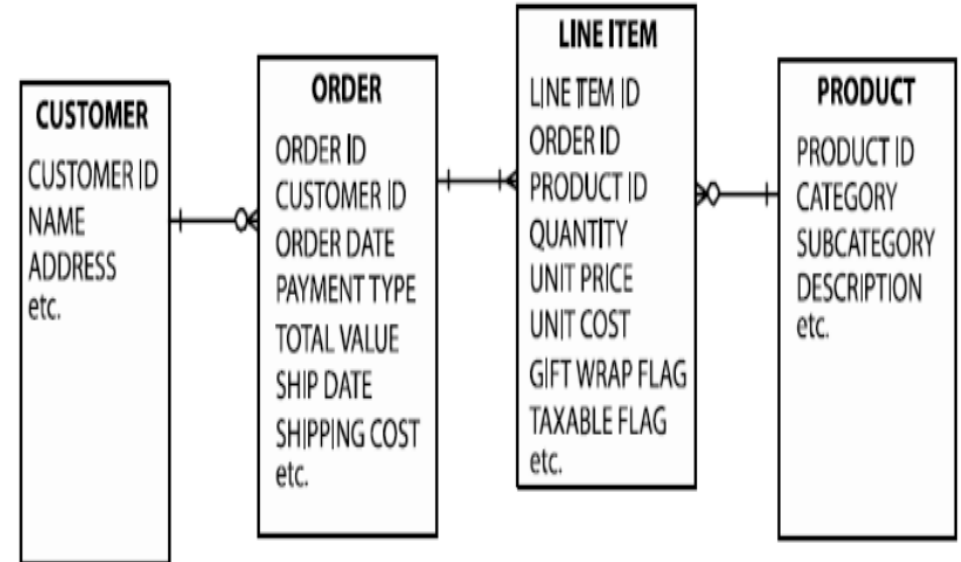 CUSTOMER
CUSTOMER ID
NAME
ADDRESS
etc.
ORDER
ORDER ID
CUSTOMER ID
ORDER DATE
PAYMENT TYPE
TOTAL VALUE
SHIP DATE
SHIPPING COST
etc.
LINE ITEM
LINE ITEM ID
ORDER ID
PRODUCT ID
QUANTITY
UNIT PRICE
UNIT COST
GIFT WRAP FLAG
TAXABLE FLAG
etc.
PRODUCT
PRODUCT ID
CATEGORY
SUBCATEGORY
DESCRIPTION
etc.